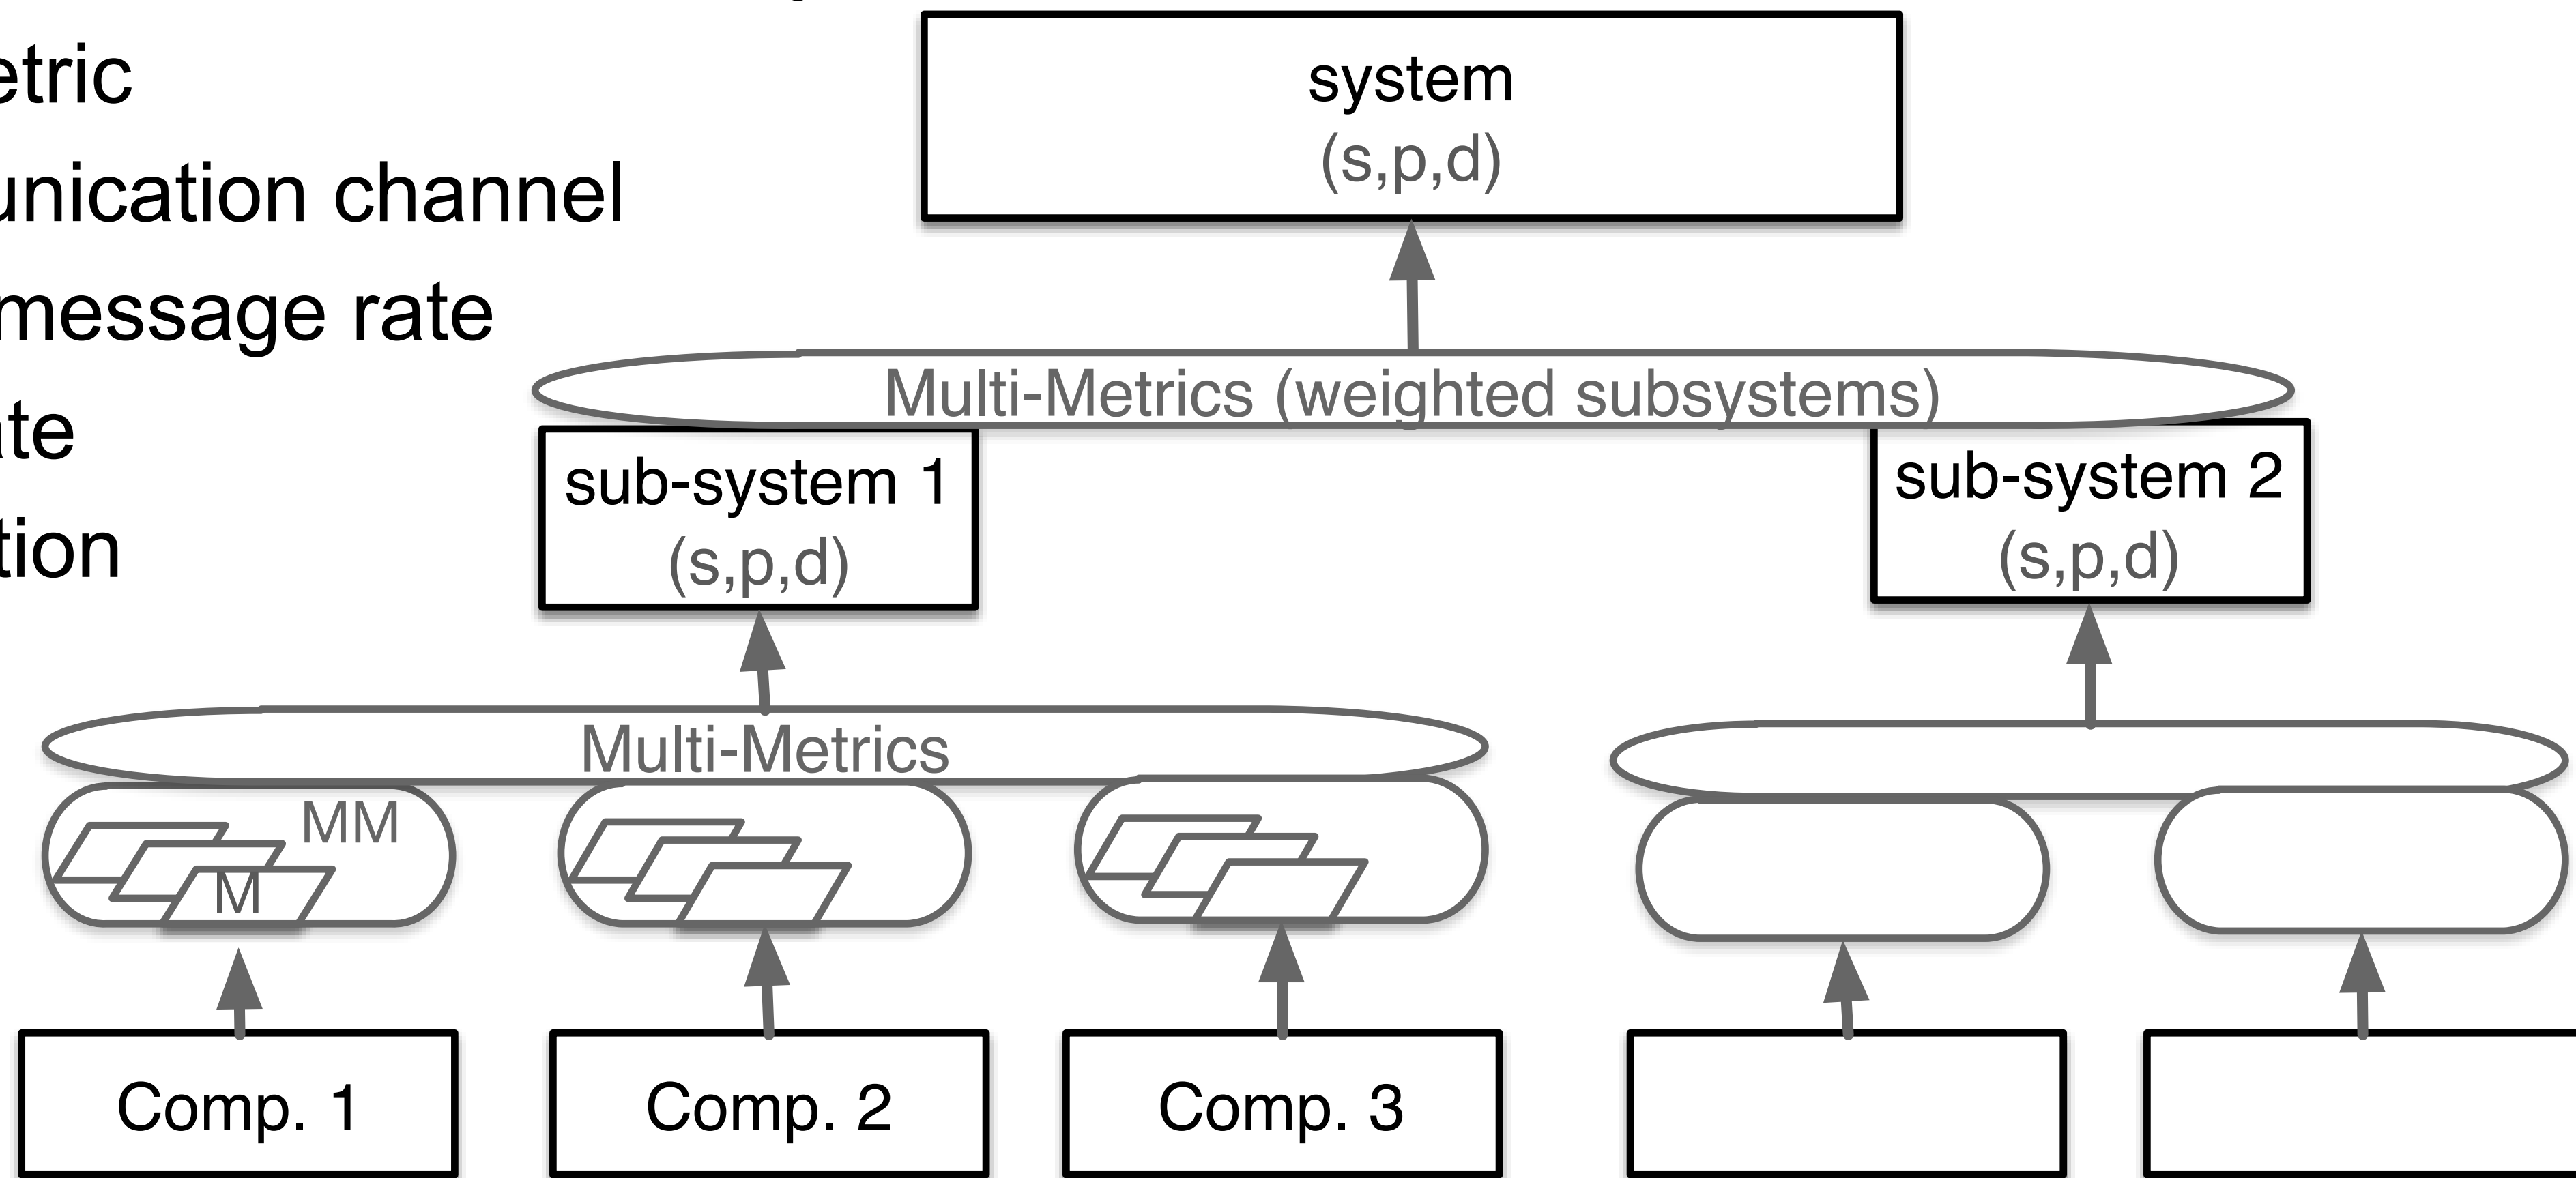 etric
unication channel
message rate
ate
tion
system
(s,p,d)
Multi-Metrics (weighted subsystems)
sub-system 1
(s,p,d)
sub-system 2
(s,p,d)
Multi-Metrics
MM
M
Comp. 1
Comp. 2
Comp. 3